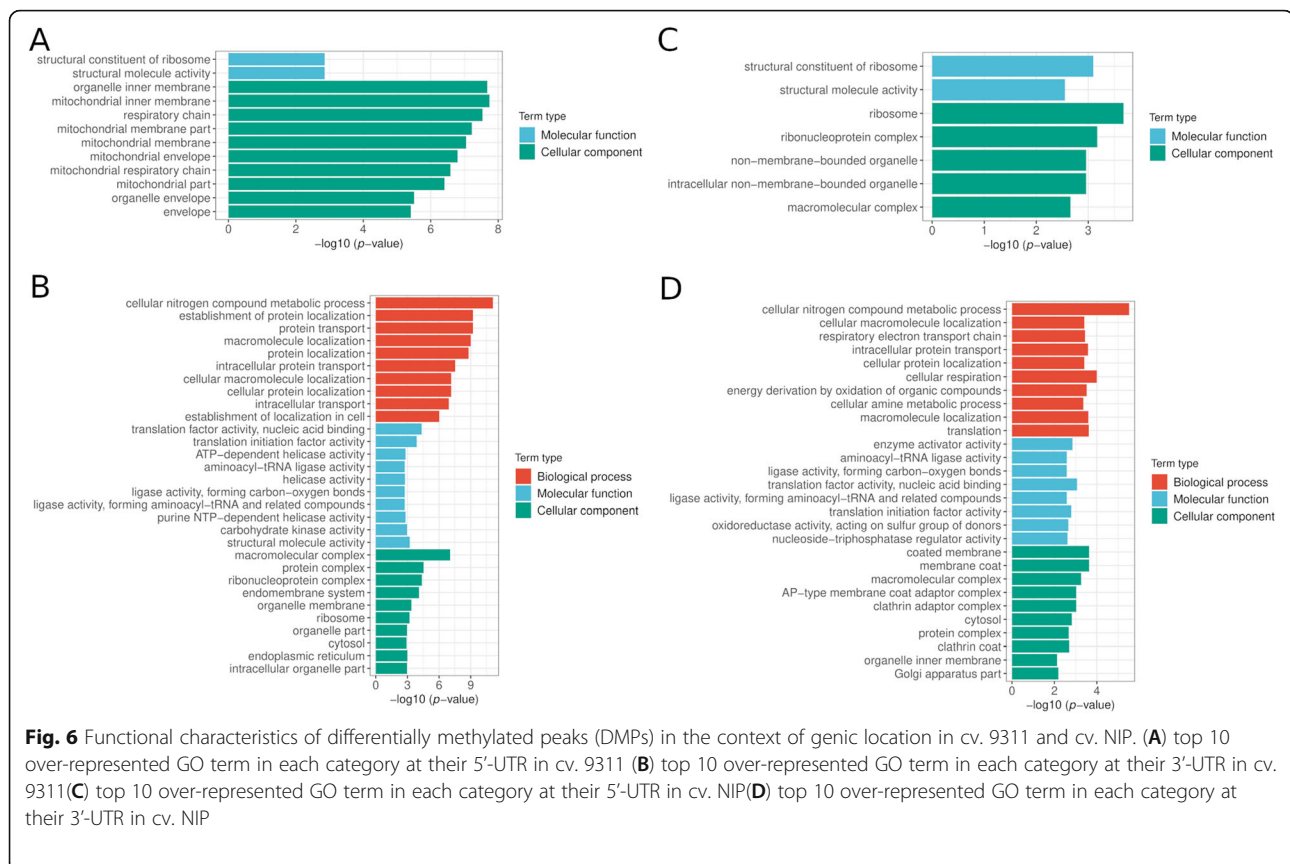 A
structural constituent of ribosome
structural molecule activity
organelle inner membrane
mitochondrial inner membrane
respiratory chain
mitochondrial membrane part
mitochondrial membrane
mitochondrial envelope
mitochondrial respiratory chain
mitochondrial part
organelle envelope
envelope
0 2 4 6 8
−log10 (p−value)
Term type
Molecular function
Cellular component
C
structural constituent of ribosome
structural molecule activity
ribosome
ribonucleoprotein complex
non−membrane−bounded organelle
intracellular non−membrane−bounded organelle
macromolecular complex
0 1 2 3
−log10 (p−value)
Term type
Molecular function
Cellular component
B
cellular nitrogen compound metabolic process
establishment of protein localization
protein transport
macromolecule localization
protein localization
intracellular protein transport
cellular macromolecule localization
cellular protein localization
intracellular transport
establishment of localization in cell
translation factor activity, nucleic acid binding
translation initiation factor activity
ATP−dependent helicase activity
aminoacyl−tRNA ligase activity
helicase activity
ligase activity, forming carbon−oxygen bonds
ligase activity, forming aminoacyl−tRNA and related compounds
purine NTP−dependent helicase activity
carbohydrate kinase activity
structural molecule activity
macromolecular complex
protein complex
ribonucleoprotein complex
endomembrane system
organelle membrane
ribosome
organelle part
cytosol
endoplasmic reticulum
intracellular organelle part
0 3 6 9
−log10 (p−value)
Term type
Biological process
Molecular function
Cellular component
D
cellular nitrogen compound metabolic process
cellular macromolecule localization
respiratory electron transport chain
intracellular protein transport
cellular protein localization
cellular respiration
energy derivation by oxidation of organic compounds
cellular amine metabolic process
macromolecule localization
translation
enzyme activator activity
aminoacyl−tRNA ligase activity
ligase activity, forming carbon−oxygen bonds
translation factor activity, nucleic acid binding
ligase activity, forming aminoacyl−tRNA and related compounds
translation initiation factor activity
oxidoreductase activity, acting on sulfur group of donors
nucleoside−triphosphatase regulator activity
coated membrane
membrane coat
macromolecular complex
AP−type membrane coat adaptor complex
clathrin adaptor complex
cytosol
protein complex
clathrin coat
organelle inner membrane
Golgi apparatus part
0 2 4
−log10 (p−value)
Term type
Biological process
Molecular function
Cellular component
Fig. 6 Functional characteristics of differentially methylated peaks (DMPs) in the context of genic location in cv. 9311 and cv. NIP. (A) top 10
over-represented GO term in each category at their 5′-UTR in cv. 9311 (B) top 10 over-represented GO term in each category at their 3′-UTR in cv.
9311(C) top 10 over-represented GO term in each category at their 5′-UTR in cv. NIP(D) top 10 over-represented GO term in each category at
their 3′-UTR in cv. NIP